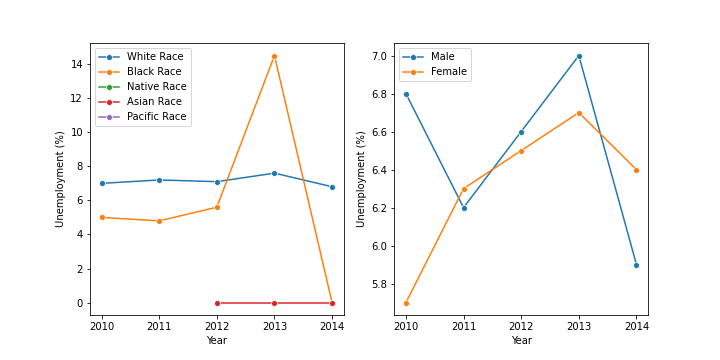 White Race
Black Race
Native Race
Asian Race
Pacific Race
14
12
10
8
6
4
2
0
Unemployment (%)
2010 2011 2012 2013 2014
Year
Male
Female
7.0
6.8
6.6
6.4
6.2
6.0
5.8
Unemployment (%)
2010 2011 2012 2013 2014
Year